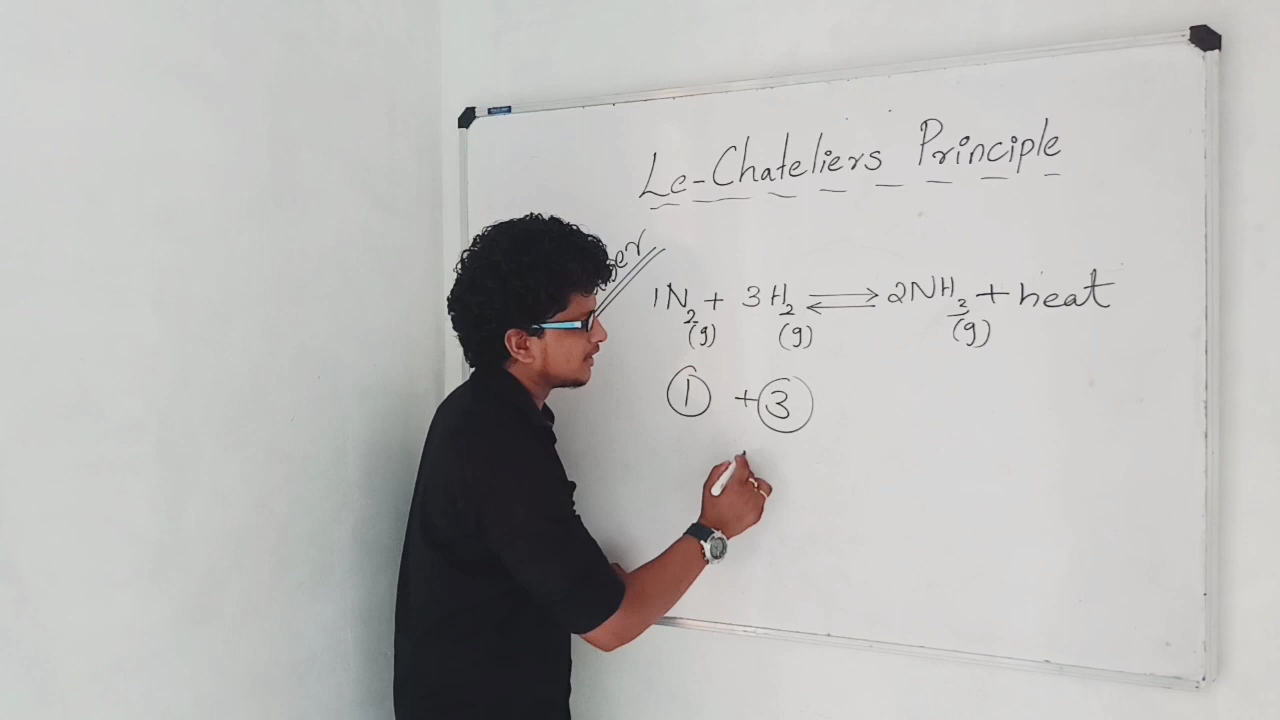 Le-Chateliers Principle
1N2(g) + 3H2(g) ⇌ 2NH3(g) + heat
① + ③